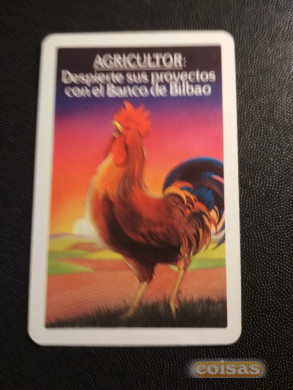 AGRICULTOR:
Despierte sus proyectos
con el Banco de Bilbao
coisas